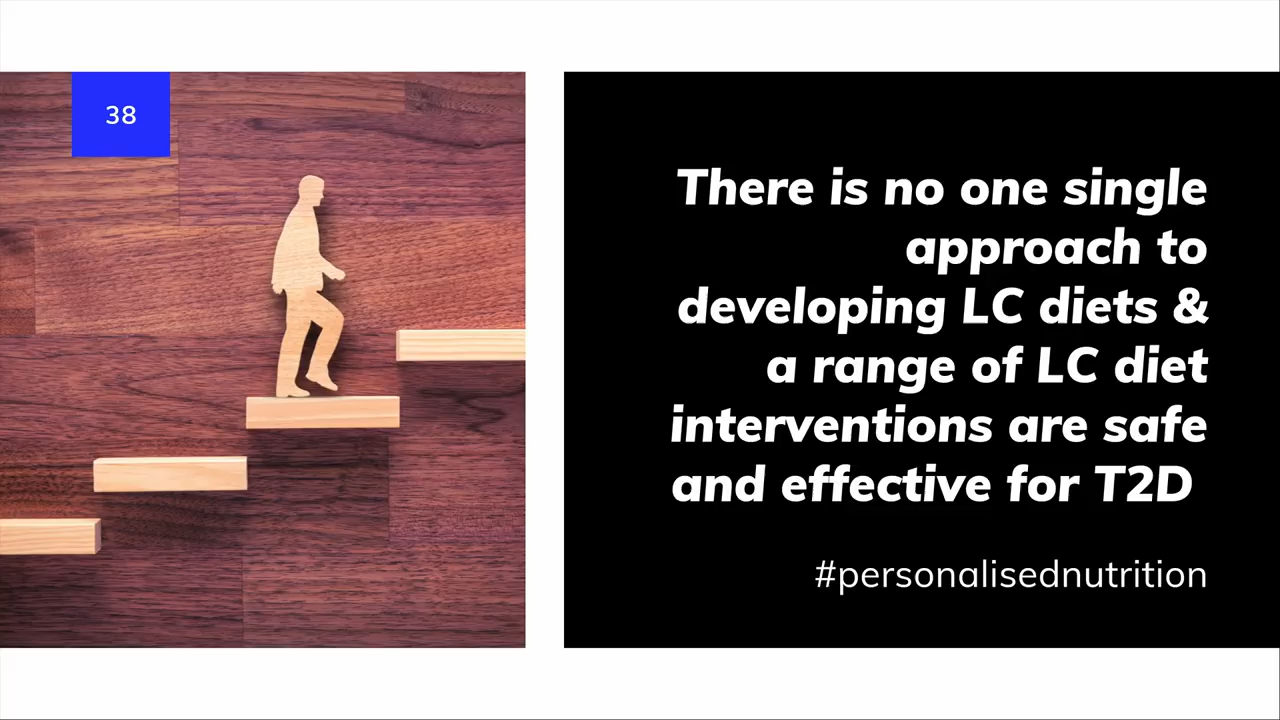 38
There is no one single
approach to
developing LC diets &
a range of LC diet
interventions are safe
and effective for T2D
#personalisednutrition